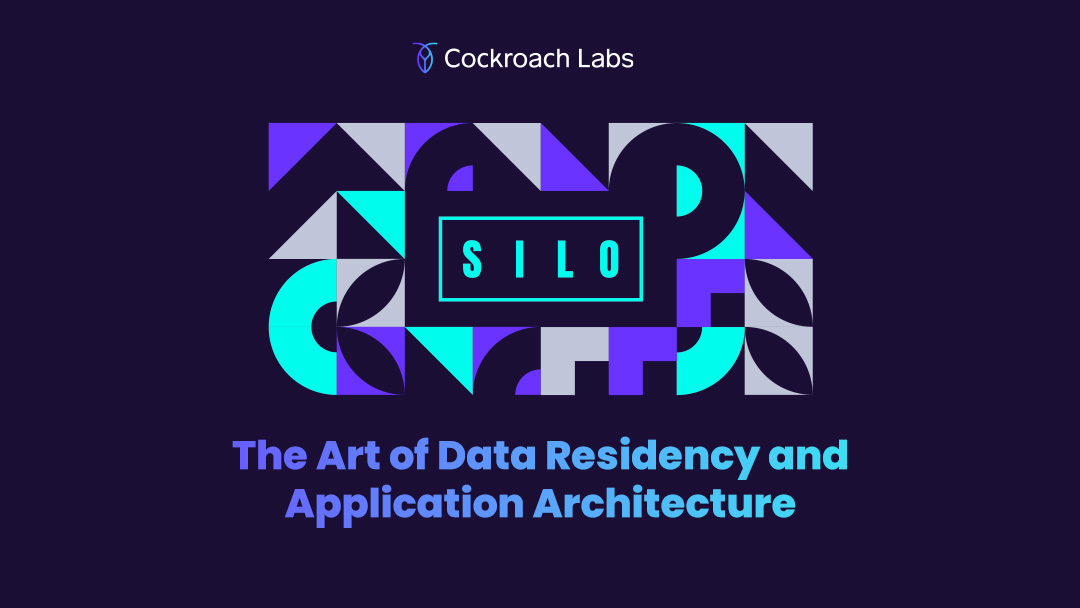 Cockroach Labs
SILO
The Art of Data Residency and
Application Architecture